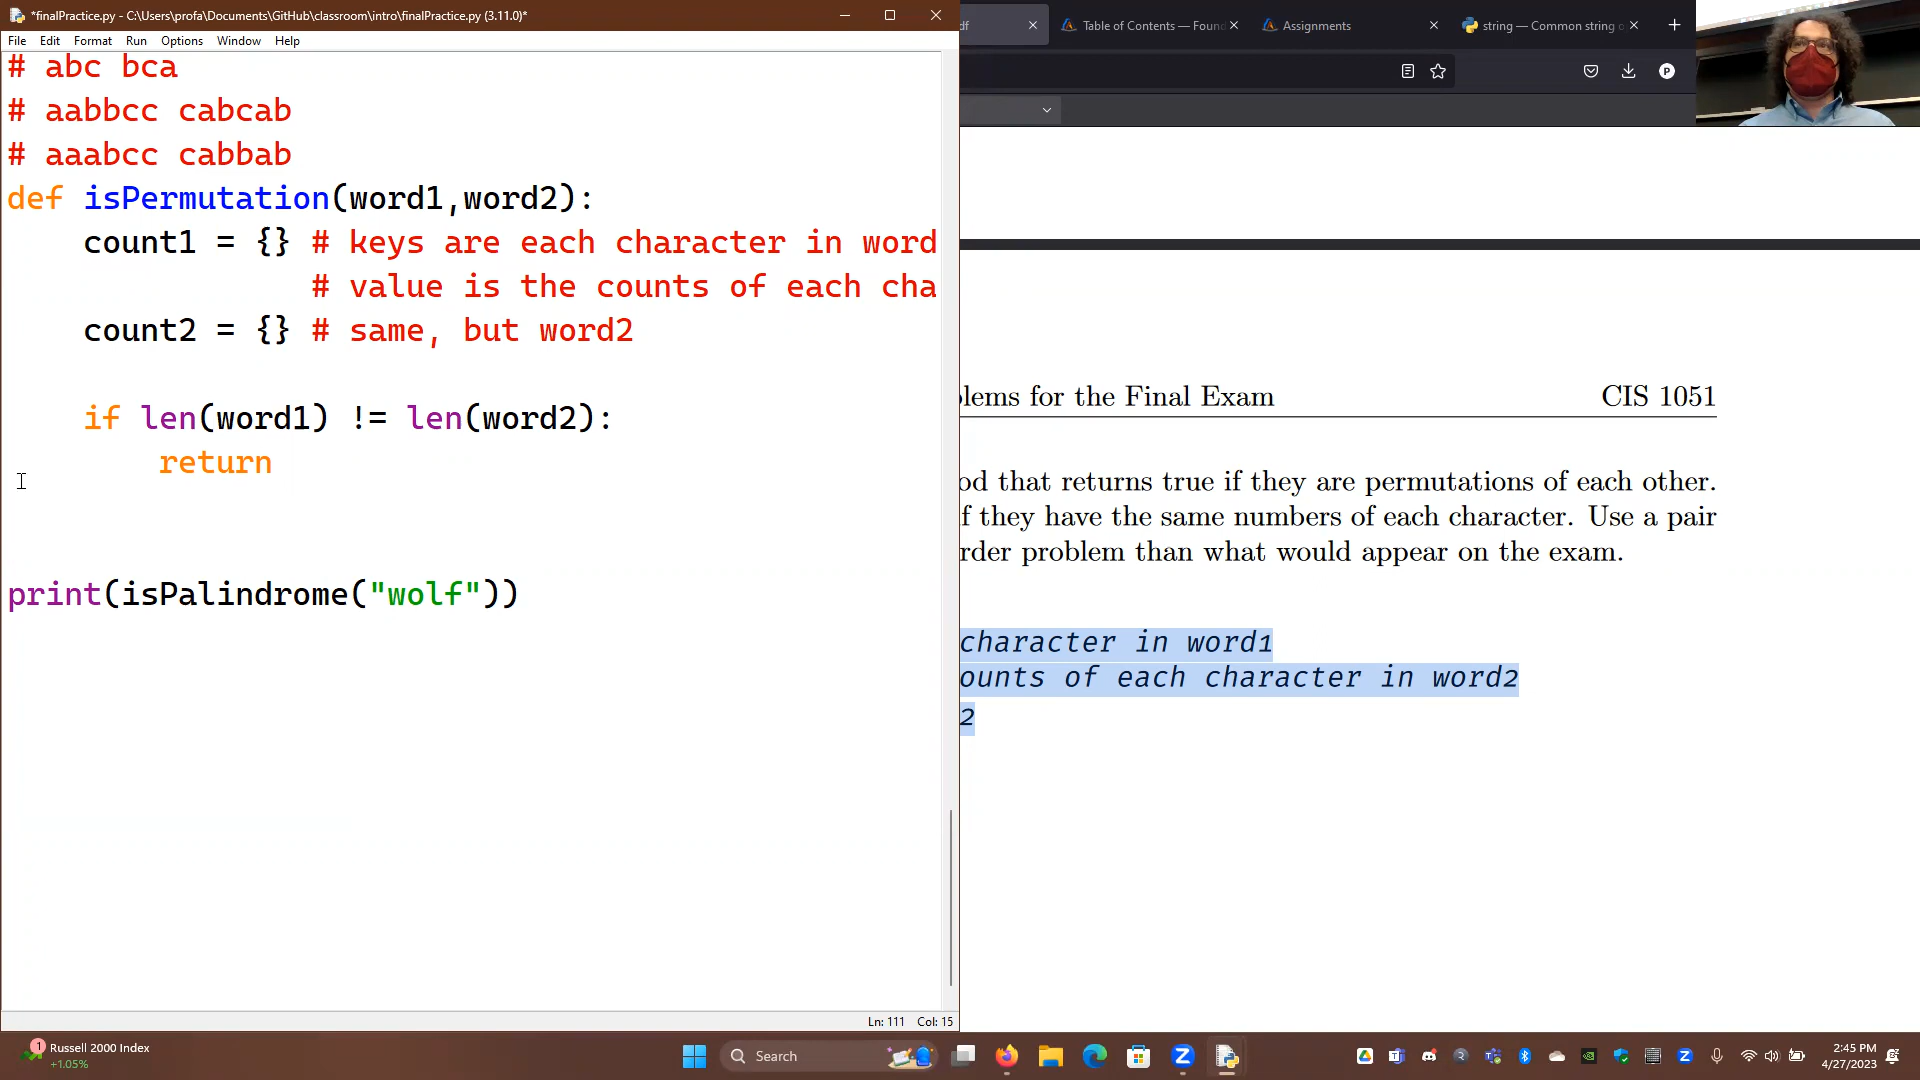 *finalPractice.py - C:\Users\profa\Documents\GitHub\classroom\intro\finalPractice.py (3.11.0)*
File Edit Format Run Options Window Help
# abc bca
# aabbcc cabcab
# aaabcc cabbab
def isPermutation(word1,word2):
    count1 = {} # keys are each character in word
                # value is the counts of each cha
    count2 = {} # same, but word2
    if len(word1) != len(word2):
        return
print(isPalindrome("wolf"))
Ln: 111 Col: 15
df
Table of Contents — Foun
Assignments
string — Common string o
P
blems for the Final Exam CIS 1051
od that returns true if they are permutations of each other.
f they have the same numbers of each character. Use a pair
rder problem than what would appear on the exam.
character in word1
ounts of each character in word2
2
1
Russell 2000 Index
+1.05%
Search
2:45 PM
4/27/2023